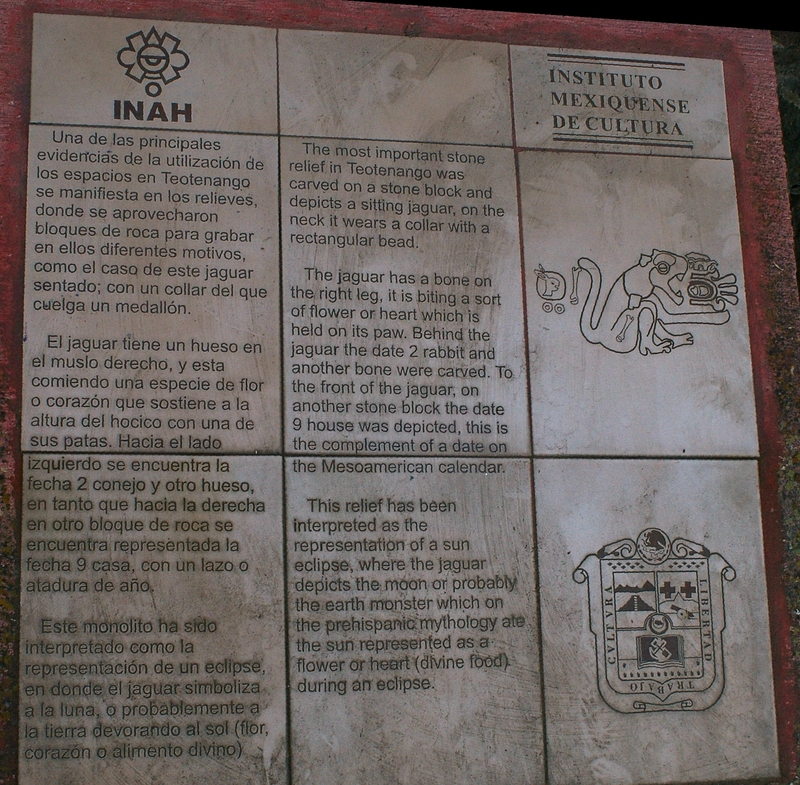 INAH
Una de las principales
evidencias de la utilización de
los espacios en Teotenango
se manifiesta en los relieves,
donde se aprovecharon
bloques de roca para grabar
en ellos diferentes motivos,
como el caso de este jaguar
sentado; con un collar del que
cuelga un medallón.
El jaguar tiene un hueso en
el muslo derecho, y esta
comiendo una especie de flor
o corazón que sostiene a la
altura del hocico con una de
sus patas. Hacia el lado
izquierdo se encuentra la
fecha 2 conejo y otro hueso,
en tanto que hacia la derecha
en otro bloque de roca se
encuentra representada la
fecha 9 casa, con un lazo o
atadura de año.
Este monolito ha sido
interpretado como la
representación de un eclipse,
en donde el jaguar simboliza
a la luna, o probablemente a
la tierra devorando al sol (flor,
corazón o alimento divino)
The most important stone
relief in Teotenango was
carved on a stone block and
depicts a sitting jaguar, on the
neck it wears a collar with a
rectangular bead.
The jaguar has a bone on
the right leg, it is biting a sort
of flower or heart which is
held on its paw. Behind the
jaguar the date 2 rabbit and
another bone were carved. To
the front of the jaguar, on
another stone block the date
9 house was depicted, this is
the complement of a date on
the Mesoamerican calendar.
This relief has been
interpreted as the
representation of a sun
eclipse, where the jaguar
depicts the moon or probably
the earth monster which on
the prehispanic mythology ate
the sun represented as a
flower or heart (divine food)
during an eclipse.
INSTITUTO
MEXIQUENSE
DE CULTURA
CVLTVRA
TRABAJO
LIBERTAD